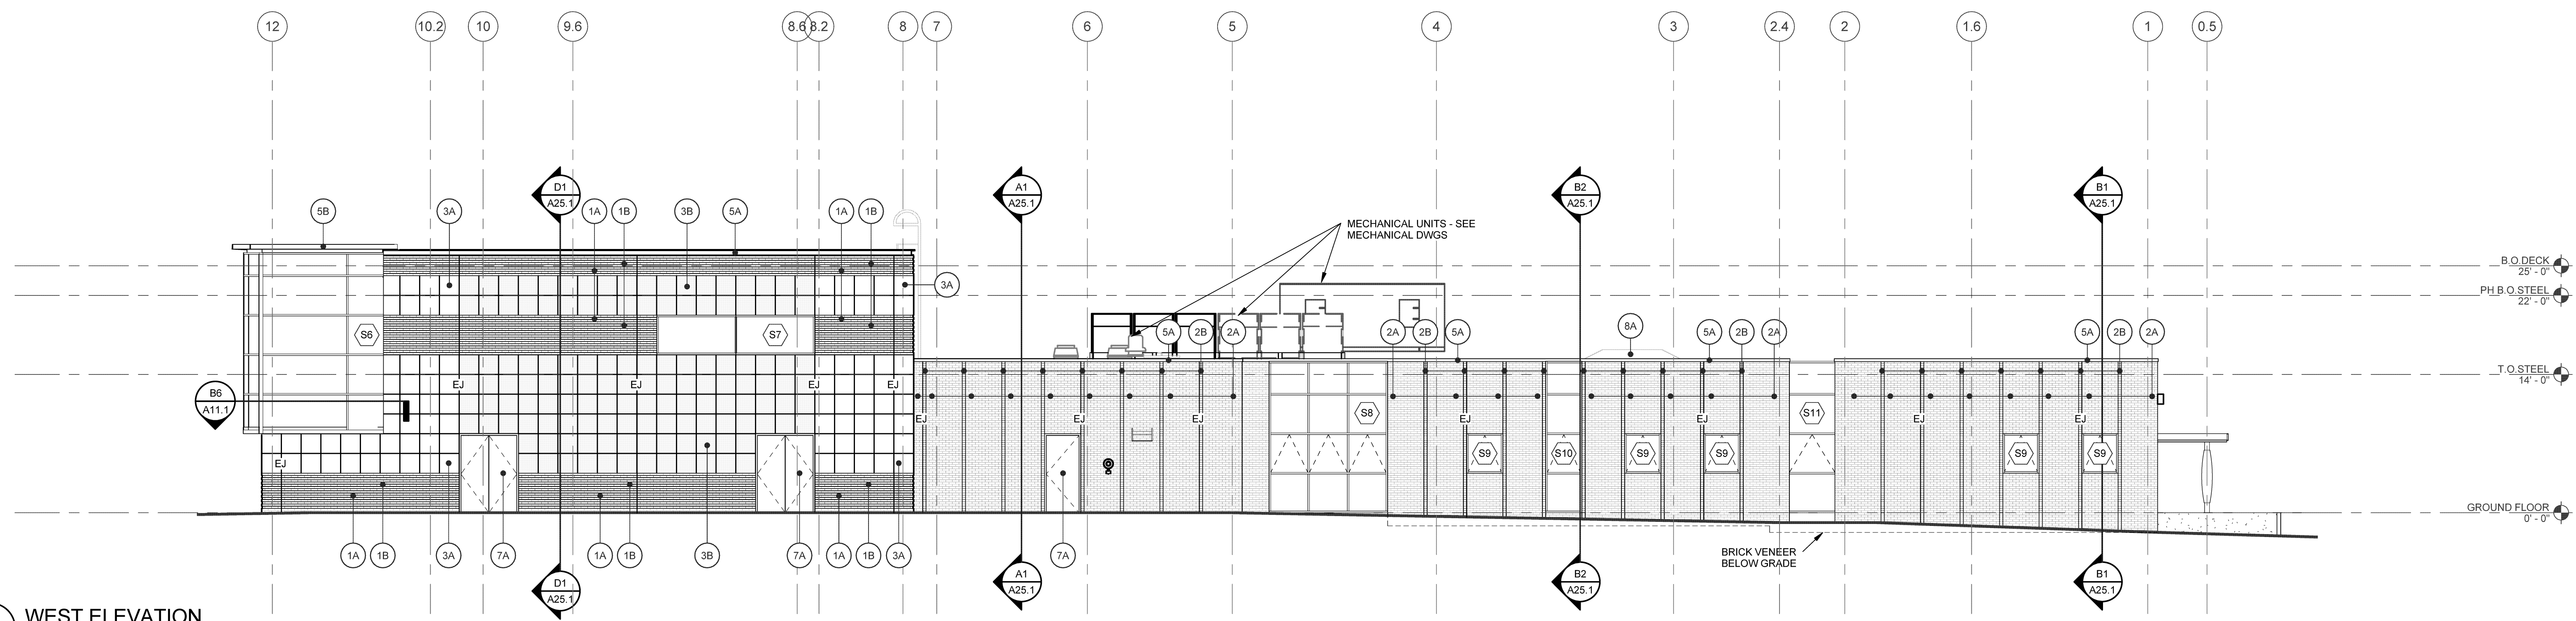 12 10.2 10 9.6 8.6 8.2 8 7 6 5 4 3 2.4 2 1.6 1 0.5
D1 A1 B2 B1
A25.1 A25.1 A25.1 A25.1
5B 3A 1A 1B 3B 5A 1A 1B
MECHANICAL UNITS - SEE
MECHANICAL DWGS
B.O.DECK
25' - 0"
3A
PH B.O.STEEL
22' - 0"
S6 S7
5A 2B 2A 2A 2B 5A 8A 5A 2B 2A 5A 2B 2A
T.O.STEEL
14' - 0"
EJ EJ EJ EJ
B6
A11.1
S8 S11
EJ EJ EJ EJ EJ EJ EJ
S9 S10 S9 S9 S9 S9
EJ 3A 3B 7A 7A 3A
GROUND FLOOR
0' - 0"
1A 1B 3A 7A 1A 1B 3B 7A 1A 1B 3A 7A
BRICK VENEER
BELOW GRADE
D1 A1 B2 B1
A25.1 A25.1 A25.1 A25.1
WEST ELEVATION